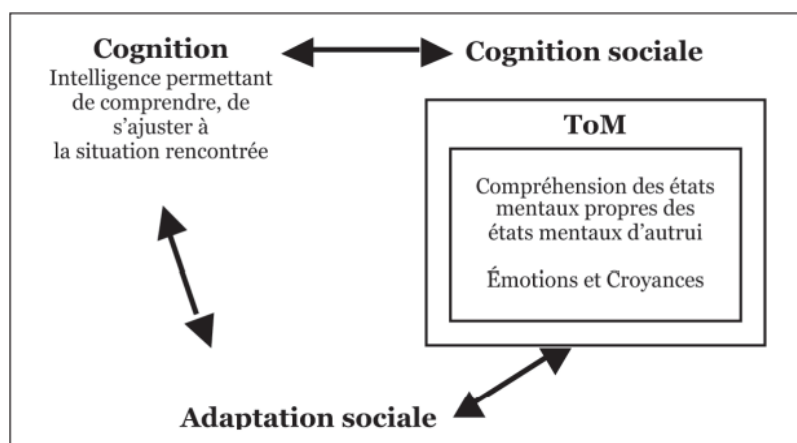 Cognition
Intelligence permettant
de comprendre, de
s'ajuster à
la situation rencontrée
Cognition sociale
ToM
Compréhension des états
mentaux propres des
états mentaux d'autrui
Émotions et Croyances
Adaptation sociale